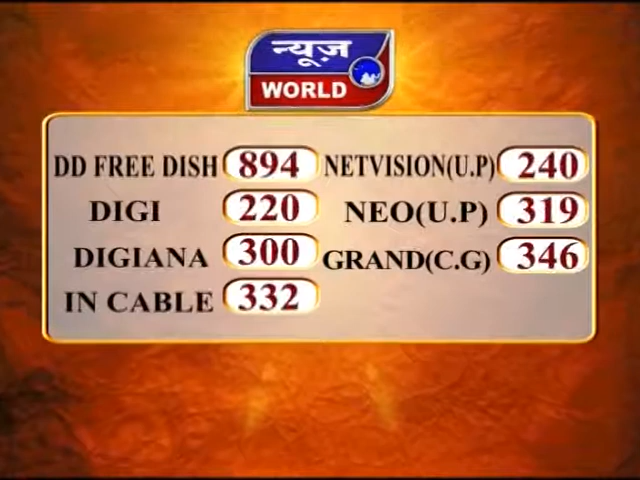 न्यूज़
WORLD
DD FREE DISH 894 NETVISION(U.P) 240
DIGI 220 NEO(U.P) 319
DIGIANA 300 GRAND(C.G) 346
IN CABLE 332